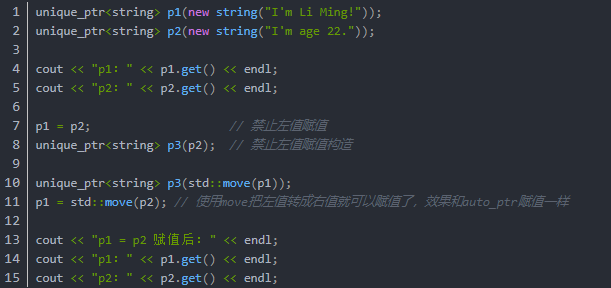 1 unique_ptr<string> p1(new string("I'm Li Ming!"));
2 unique_ptr<string> p2(new string("I'm age 22."));
3
4 cout << "p1：" << p1.get() << endl;
5 cout << "p2：" << p2.get() << endl;
6
7 p1 = p2; // 禁止左值赋值
8 unique_ptr<string> p3(p2); // 禁止左值赋值构造
9
10 unique_ptr<string> p3(std::move(p1));
11 p1 = std::move(p2); // 使用move把左值转成右值就可以赋值了，效果和auto_ptr赋值一样
12
13 cout << "p1 = p2 赋值后：" << endl;
14 cout << "p1：" << p1.get() << endl;
15 cout << "p2：" << p2.get() << endl;